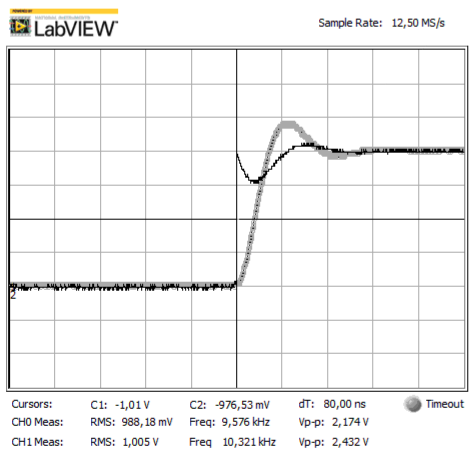 POWERED BY
NATIONAL INSTRUMENTS
LabVIEW™
Sample Rate: 12,50 MS/s
2
Cursors: C1: -1,01 V C2: -976,53 mV dT: 80,00 ns Timeout
CH0 Meas: RMS: 988,18 mV Freq: 9,576 kHz Vp-p: 2,174 V
CH1 Meas: RMS: 1,005 V Freq 10,321 kHz Vp-p: 2,432 V